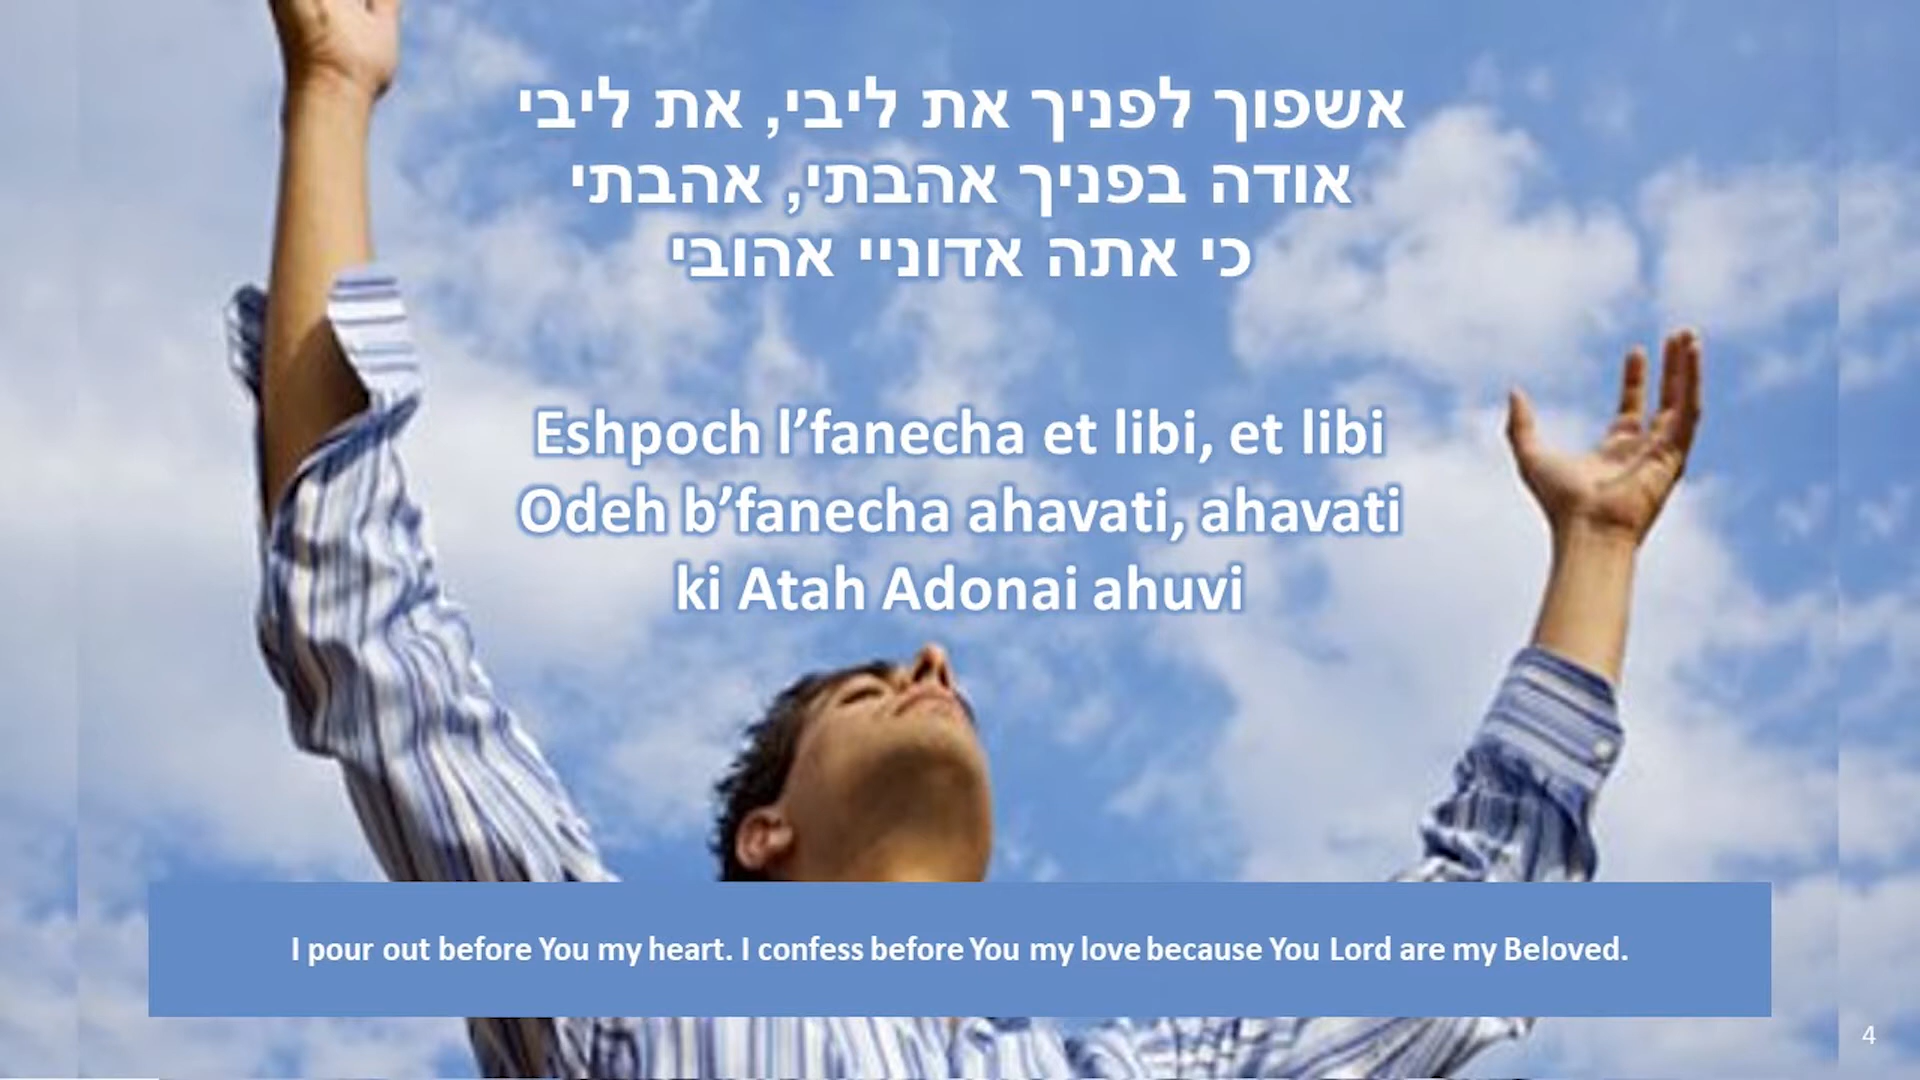 אשפוך לפניך את ליבי, את ליבי
אודה בפניך אהבתי, אהבתי
כי אתה אדוניי אהובי
Eshpoch l’fanecha et libi, et libi
Odeh b’fanecha ahavati, ahavati
ki Atah Adonai ahuvi
I pour out before You my heart. I confess before You my love because You Lord are my Beloved.
4